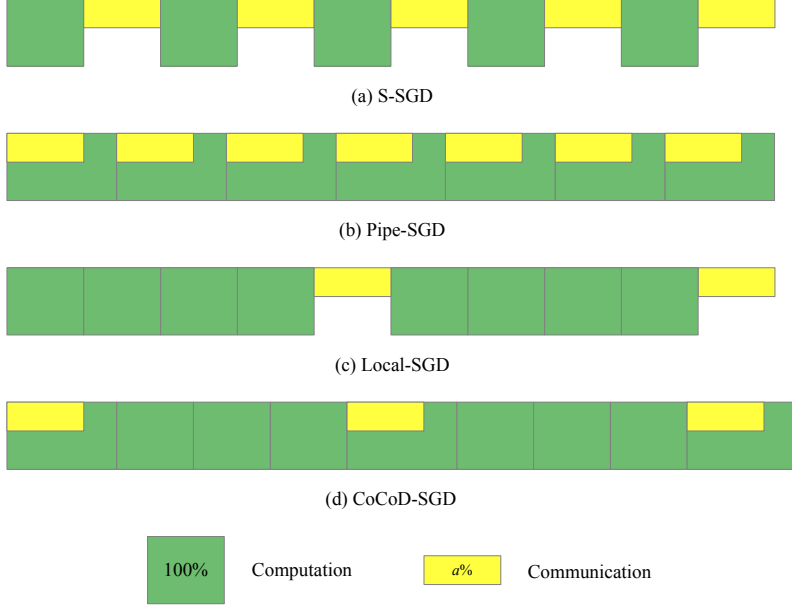 (a) S-SGD
(b) Pipe-SGD
(c) Local-SGD
(d) CoCoD-SGD
100% Computation a% Communication